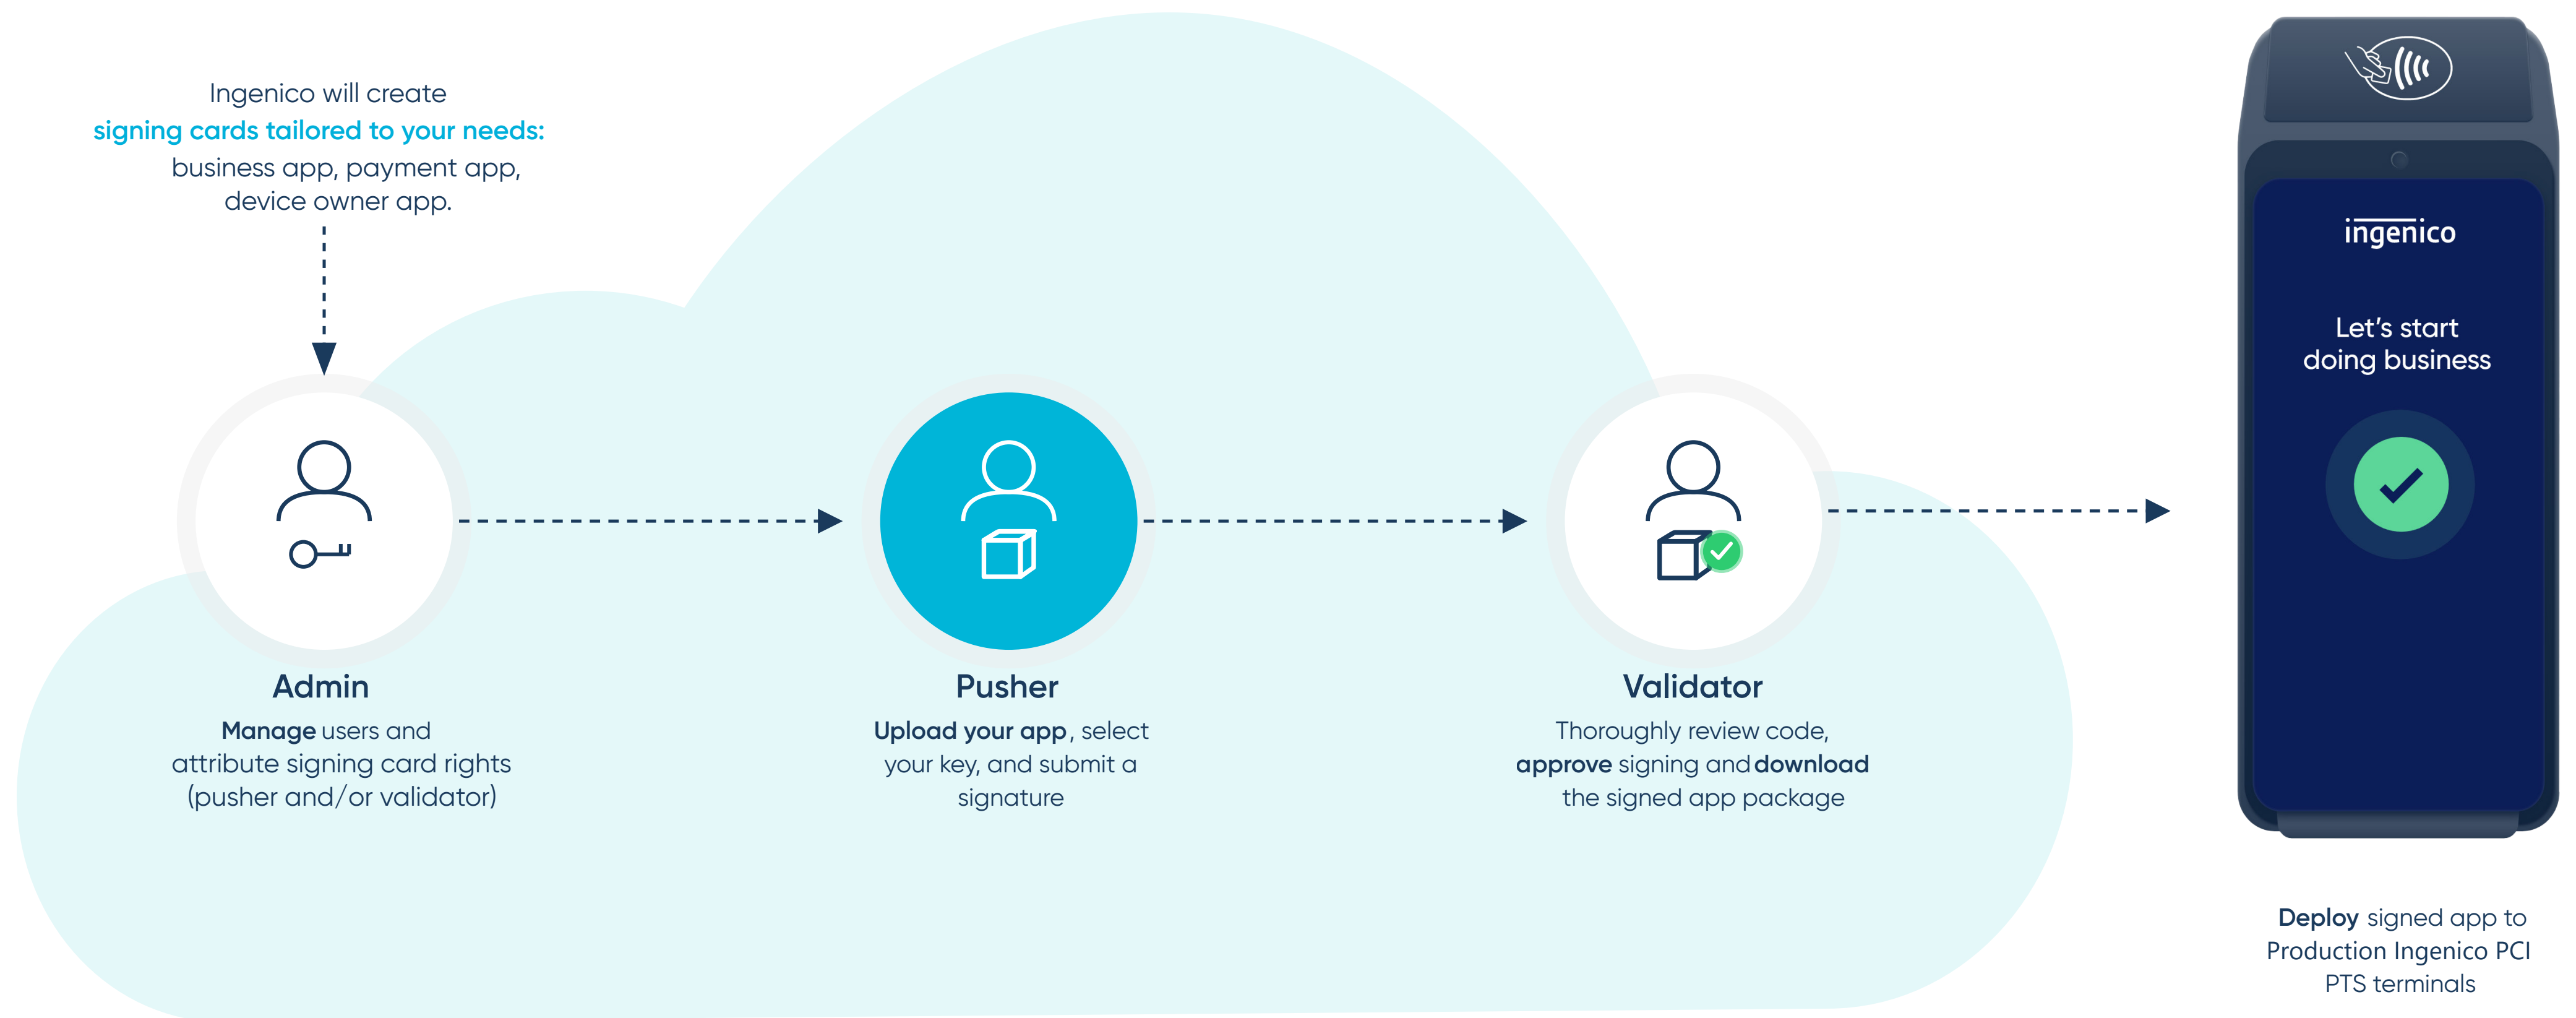 Ingenico will create
signing cards tailored to your needs:
business app, payment app,
device owner app.
Admin
Manage users and
attribute signing card rights
(pusher and/or validator)
Pusher
Upload your app, select
your key, and submit a
signature
Validator
Thoroughly review code,
approve signing and download
the signed app package
ingenico
Let's start
doing business
Deploy signed app to
Production Ingenico PCI
PTS terminals